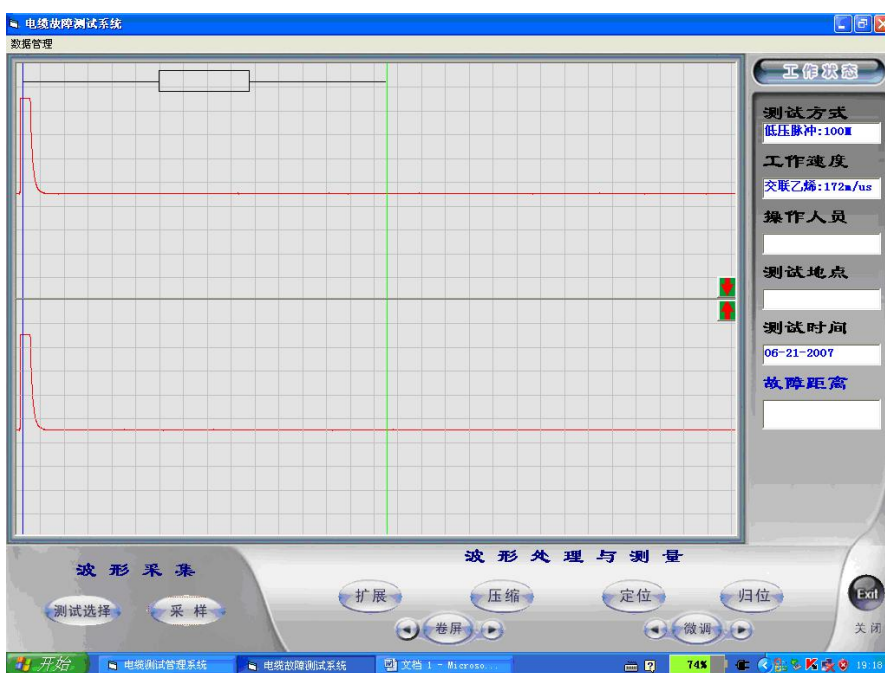 电缆故障测试系统
数据管理
工作状态
测试方式
低压脉冲:100M
工作速度
交联乙烯:172m/us
操作人员
测试地点
测试时间
06-21-2007
故障距离
波形采集
波形处理与测量
测试选择
采样
扩展
压缩
定位
归位
卷屏
微调
Exit
关闭
开始
电缆测试管理系统
电缆故障测试系统
文档 1 - Microso...
74%
19:18